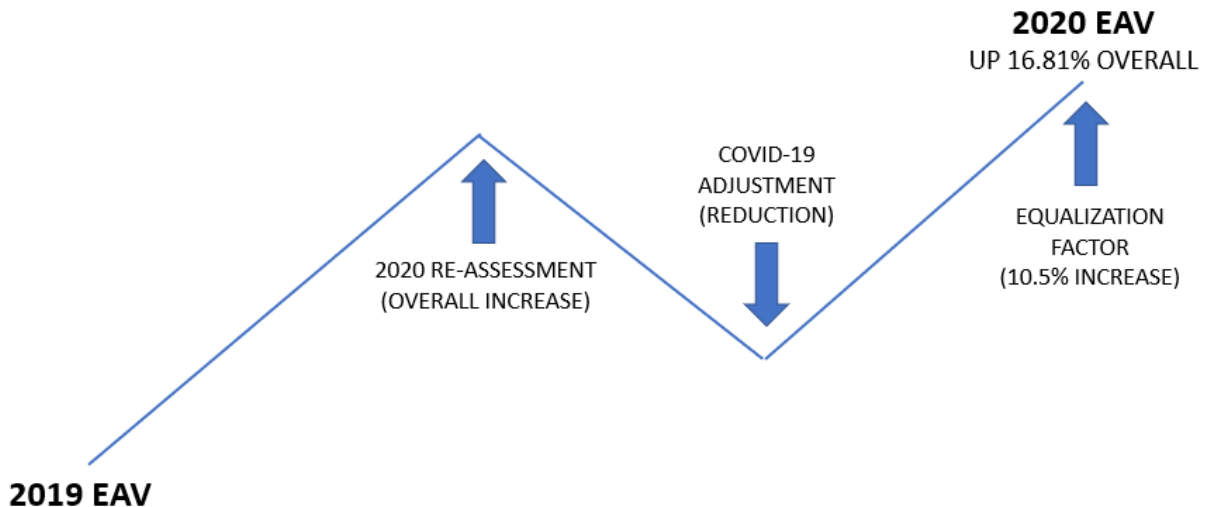 2020 EAV
UP 16.81% OVERALL
COVID-19
ADJUSTMENT
(REDUCTION)
EQUALIZATION
FACTOR
(10.5% INCREASE)
2020 RE-ASSESSMENT
(OVERALL INCREASE)
2019 EAV